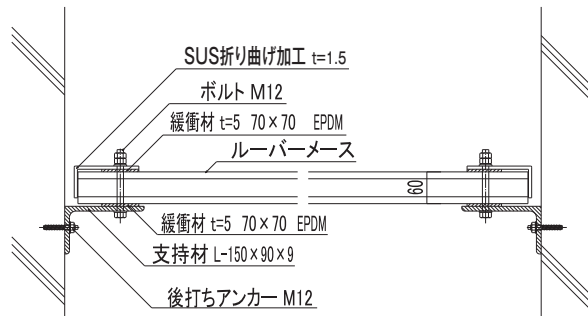 SUS折り曲げ加工 t=1.5
ボルト M12
緩衝材 t=5 70×70 EPDM
ルーバーメース
60
緩衝材 t=5 70×70 EPDM
支持材 L-150×90×9
後打ちアンカー M12